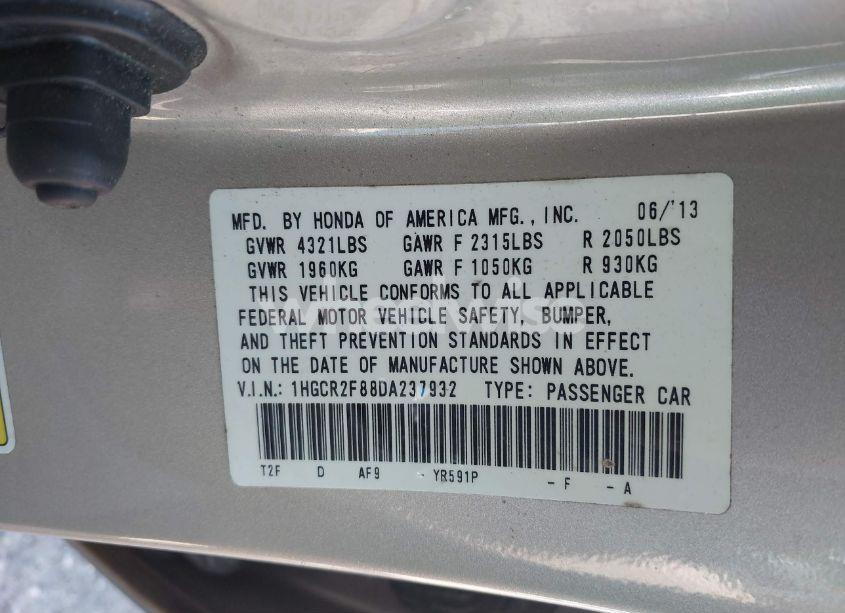 MFD. BY HONDA OF AMERICA MFG., INC. 06/'13
GVWR 4321LBS GAWR F 2315LBS R 2050LBS
GVWR 1960KG GAWR F 1050KG R 930KG
THIS VEHICLE CONFORMS TO ALL APPLICABLE
FEDERAL MOTOR VEHICLE SAFETY, BUMPER,
AND THEFT PREVENTION STANDARDS IN EFFECT
ON THE DATE OF MANUFACTURE SHOWN ABOVE.
V.I.N.: 1HGCR2F88DA237932 TYPE: PASSENGER CAR
T2F D AF9 - YR591P - F - A